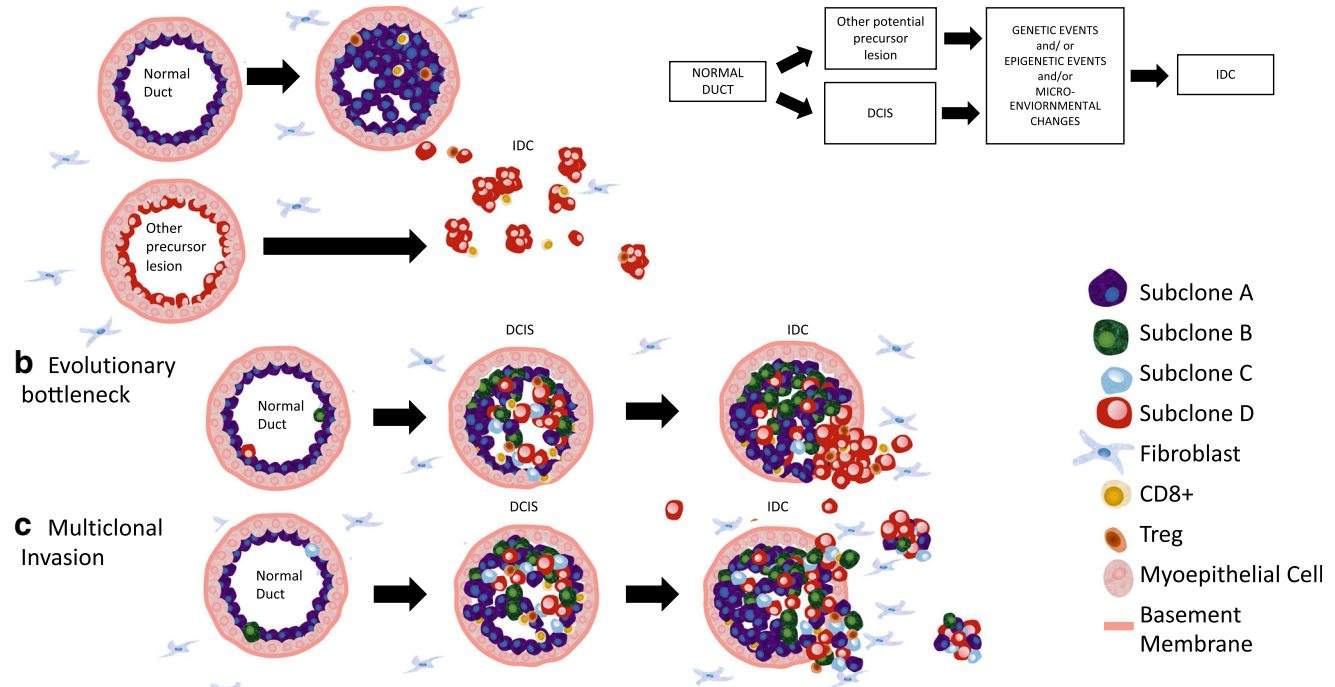 Normal
Duct
Other
precursor
lesion
IDC
NORMAL
DUCT
Other potential
precursor
lesion
DCIS
GENETIC EVENTS
and/ or
EPIGENETIC EVENTS
and/or
MICRO-
ENVIORNMENTAL
CHANGES
IDC
b Evolutionary
bottleneck
Normal
Duct
DCIS
IDC
c Multiclonal
Invasion
Normal
Duct
DCIS
IDC
Subclone A
Subclone B
Subclone C
Subclone D
Fibroblast
CD8+
Treg
Myoepithelial Cell
Basement
Membrane